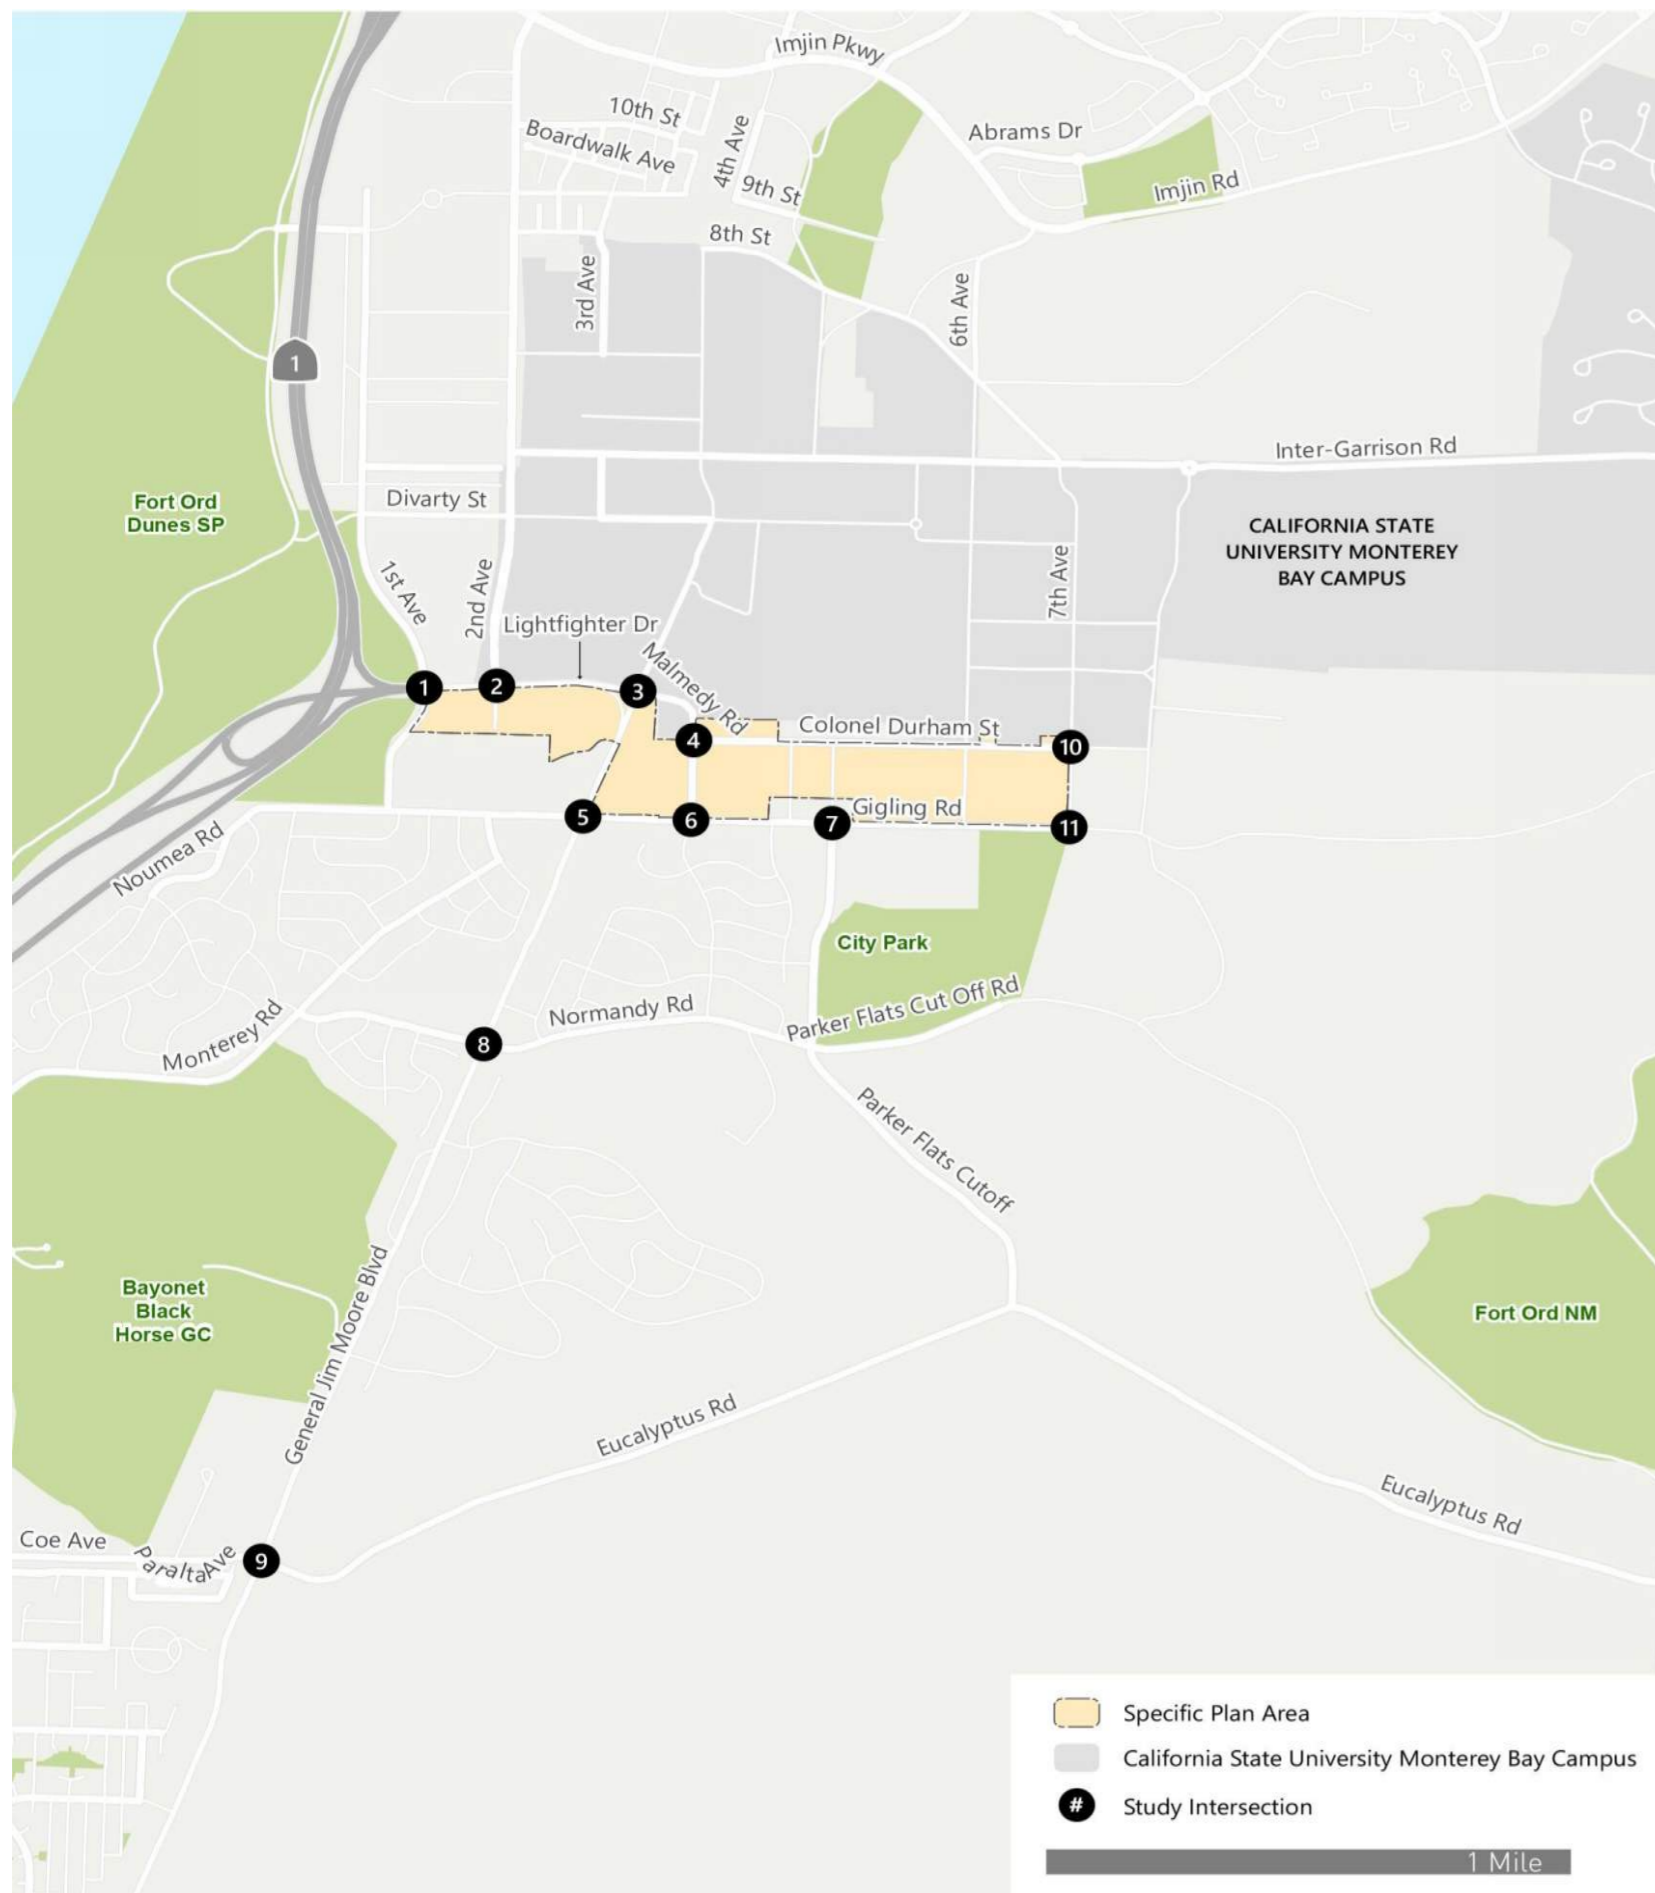 Imjin Pkwy
10th St
Boardwalk Ave
4th Ave
Abrams Dr
9th St
Imjin Rd
8th St
3rd Ave
6th Ave
1
Inter-Garrison Rd
Fort Ord
Dunes SP
Divarty St
CALIFORNIA STATE
UNIVERSITY MONTEREY
BAY CAMPUS
1st Ave
2nd Ave
7th Ave
Lightfighter Dr
Malmedy Rd
1
2
3
4
Colonel Durham St
10
Gigling Rd
5
6
7
11
Noumea Rd
City Park
Parker Flats Cut Off Rd
Normandy Rd
Monterey Rd
8
Parker Flats Cutoff
Bayonet
Black
Horse GC
General Jim Moore Blvd
Fort Ord NM
Eucalyptus Rd
Eucalyptus Rd
Coe Ave
Paralta Ave
9
Specific Plan Area
California State University Monterey Bay Campus
# Study Intersection
1 Mile